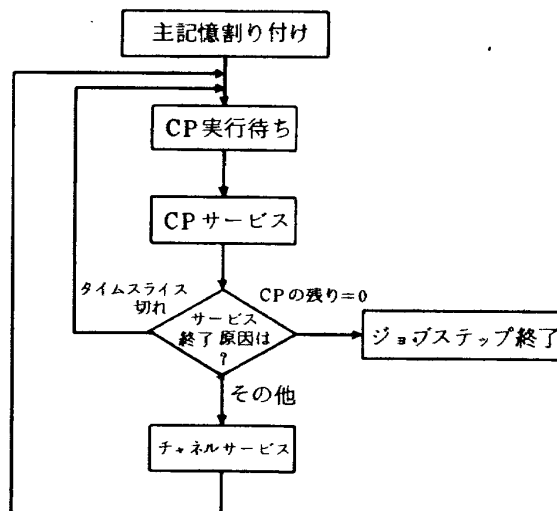 主記憶割り付け
CP実行待ち
CPサービス
タイムスライス
切れ
CPの残り=0
サービス
終了原因は
?
ジョブステップ終了
その他
チャネルサービス